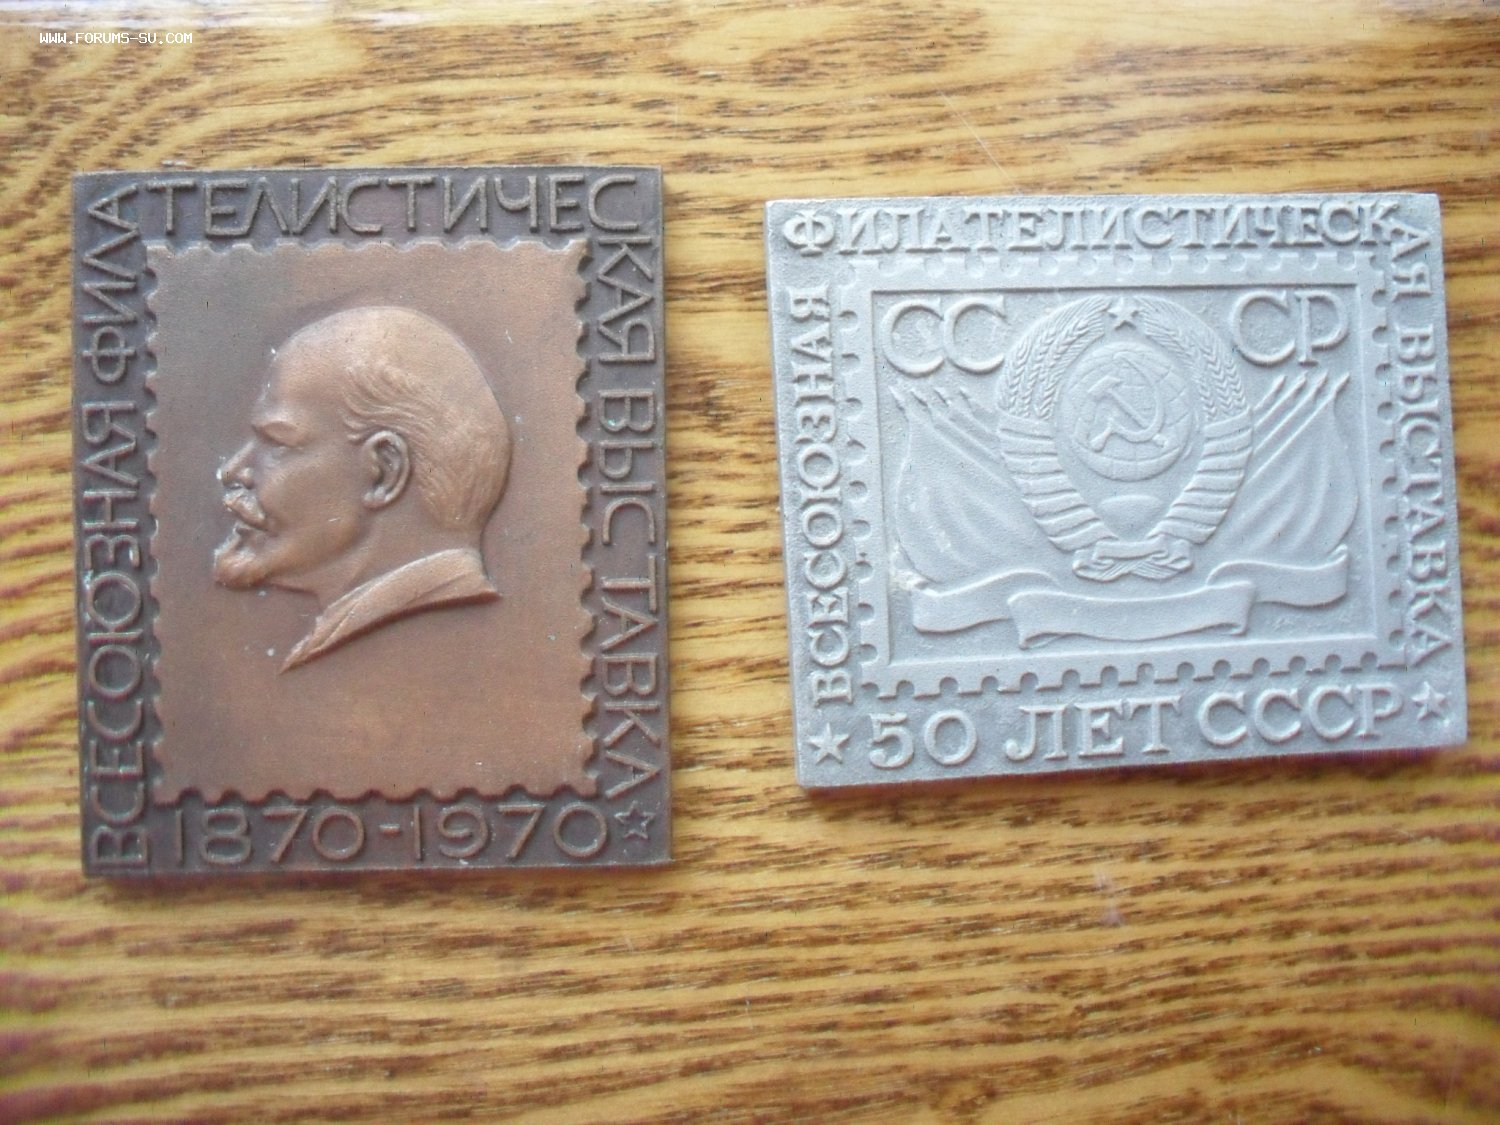 WWW.FORUMS-SU.COM
ВСЕСОЮЗНАЯ ФИЛАТЕЛИСТИЧЕСКАЯ ВЫСТАВКА
1870-1970
ВСЕСОЮЗНАЯ ФИЛАТЕЛИСТИЧЕСКАЯ ВЫСТАВКА
СС СР
50 ЛЕТ СССР